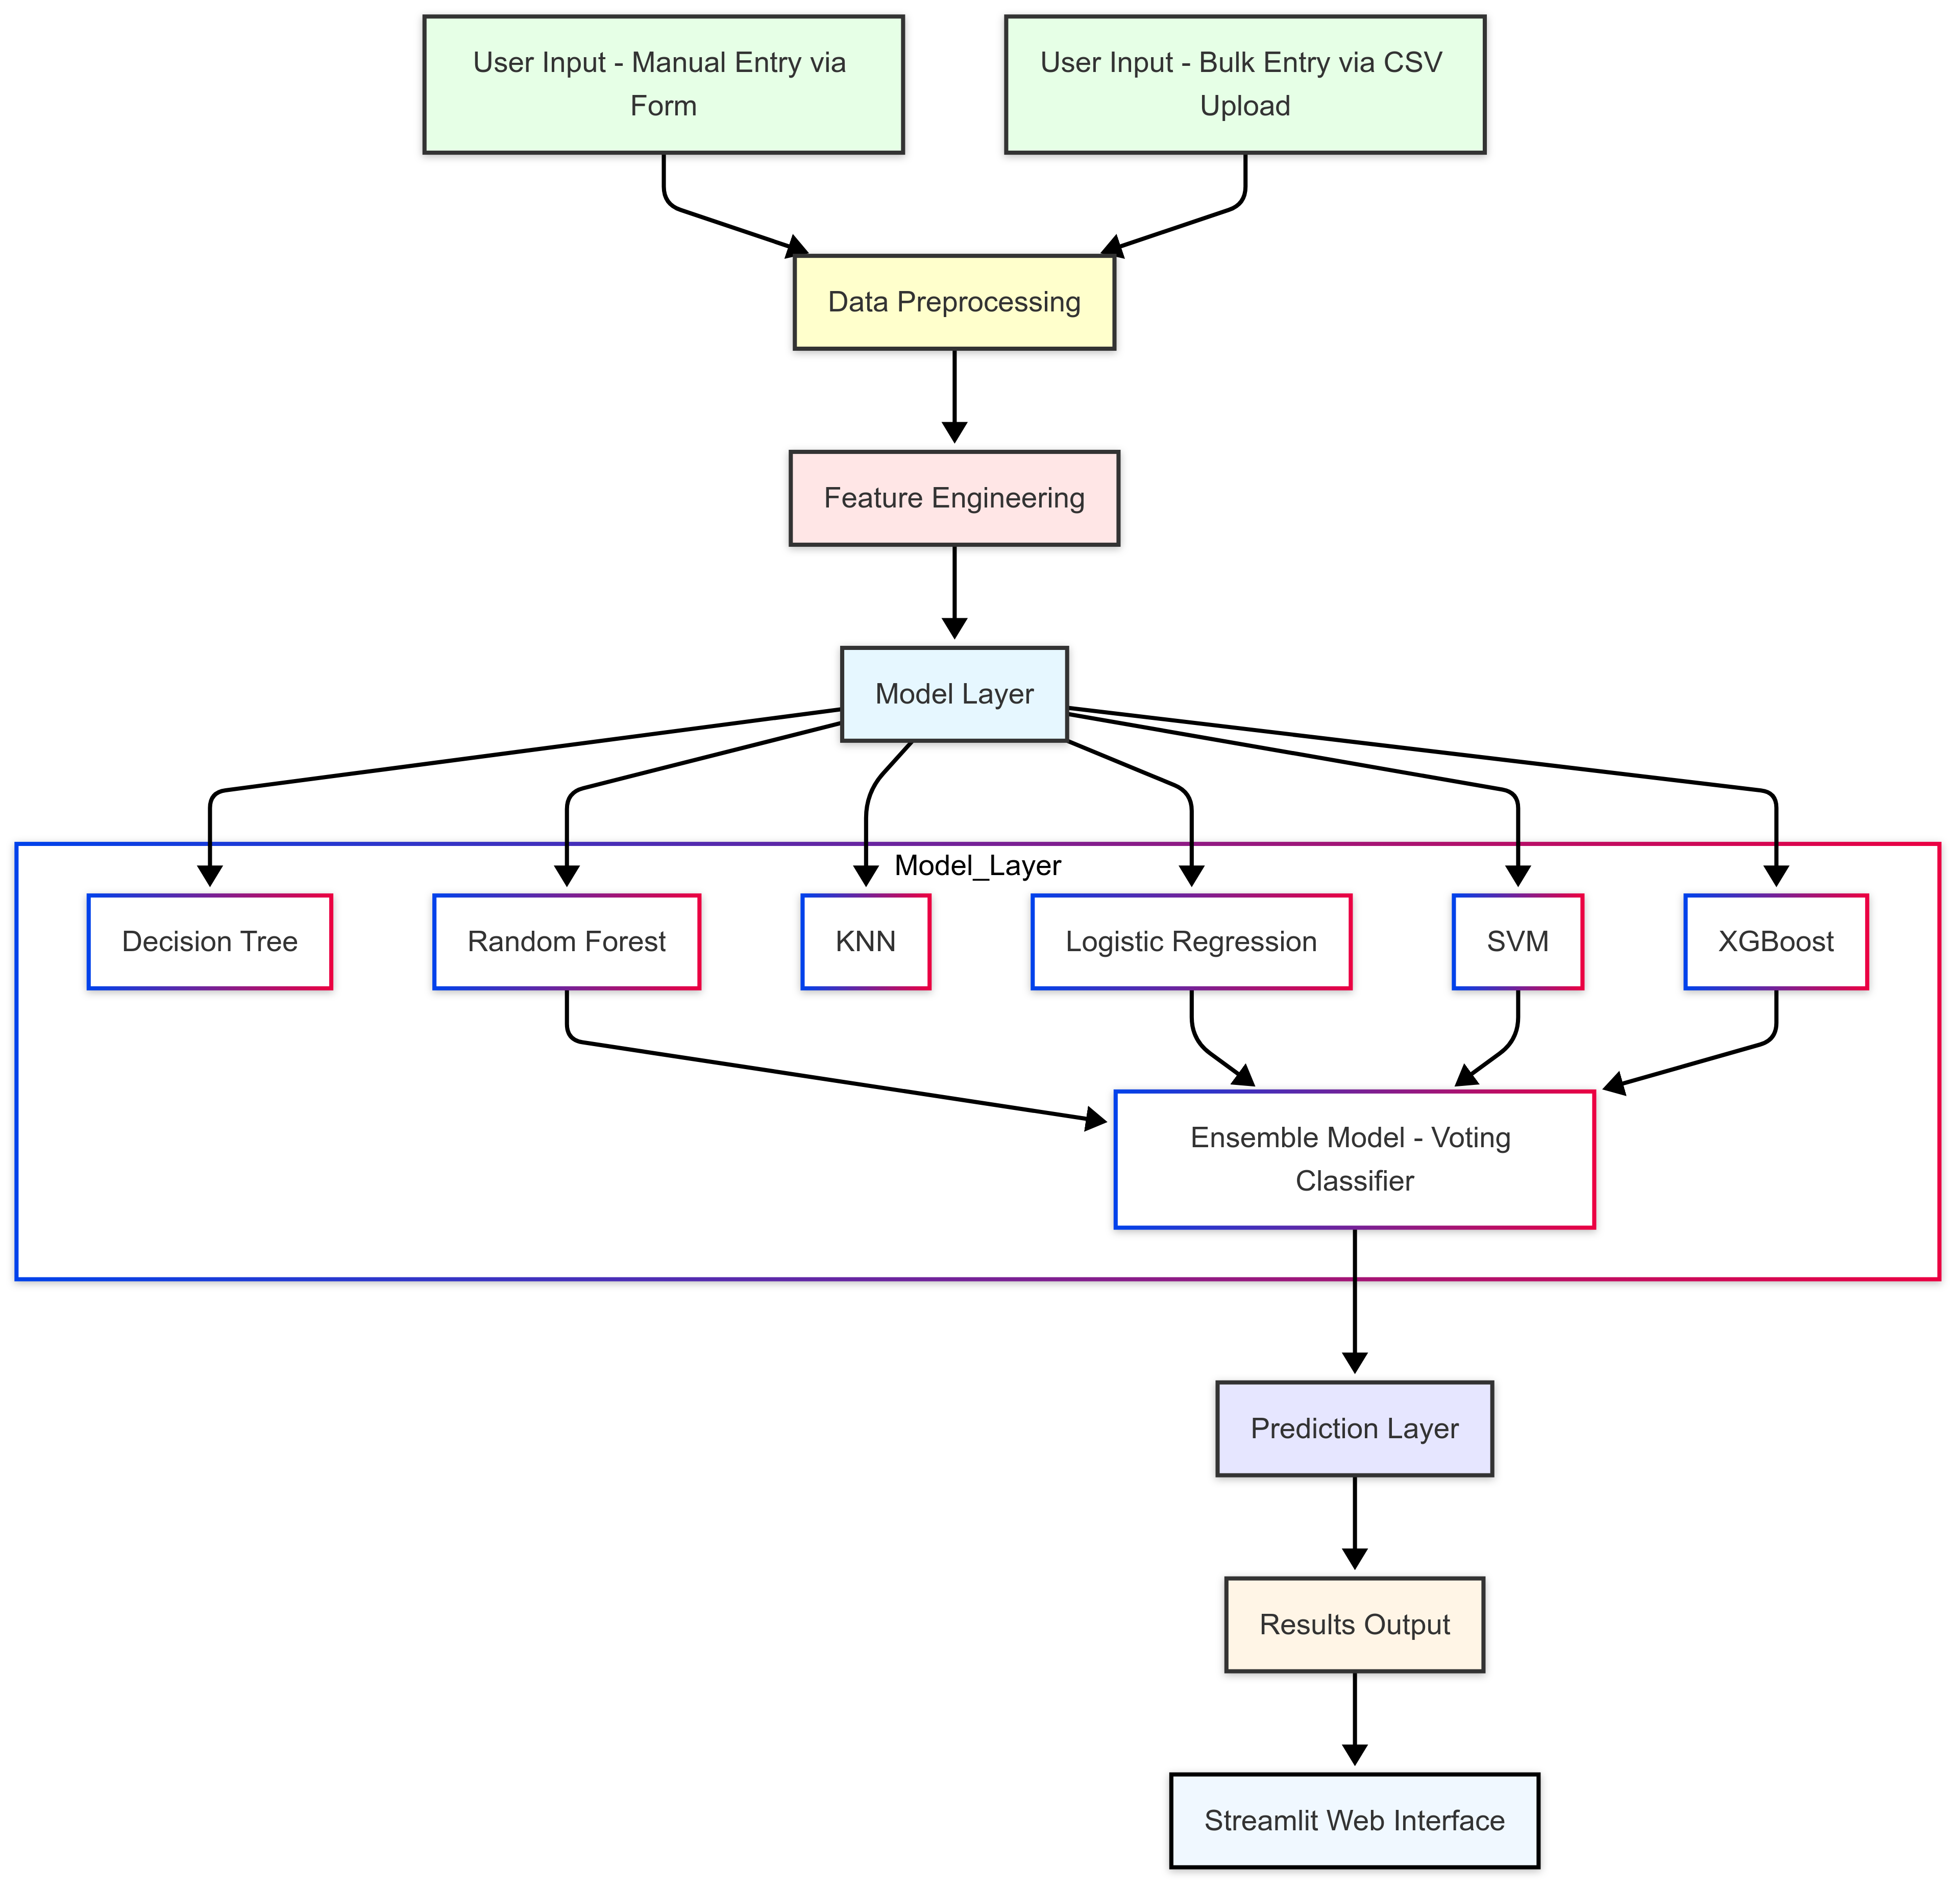 User Input - Manual Entry via
Form
User Input - Bulk Entry via CSV
Upload
Data Preprocessing
Feature Engineering
Model Layer
Model_Layer
Decision Tree
Random Forest
KNN
Logistic Regression
SVM
XGBoost
Ensemble Model - Voting
Classifier
Prediction Layer
Results Output
Streamlit Web Interface